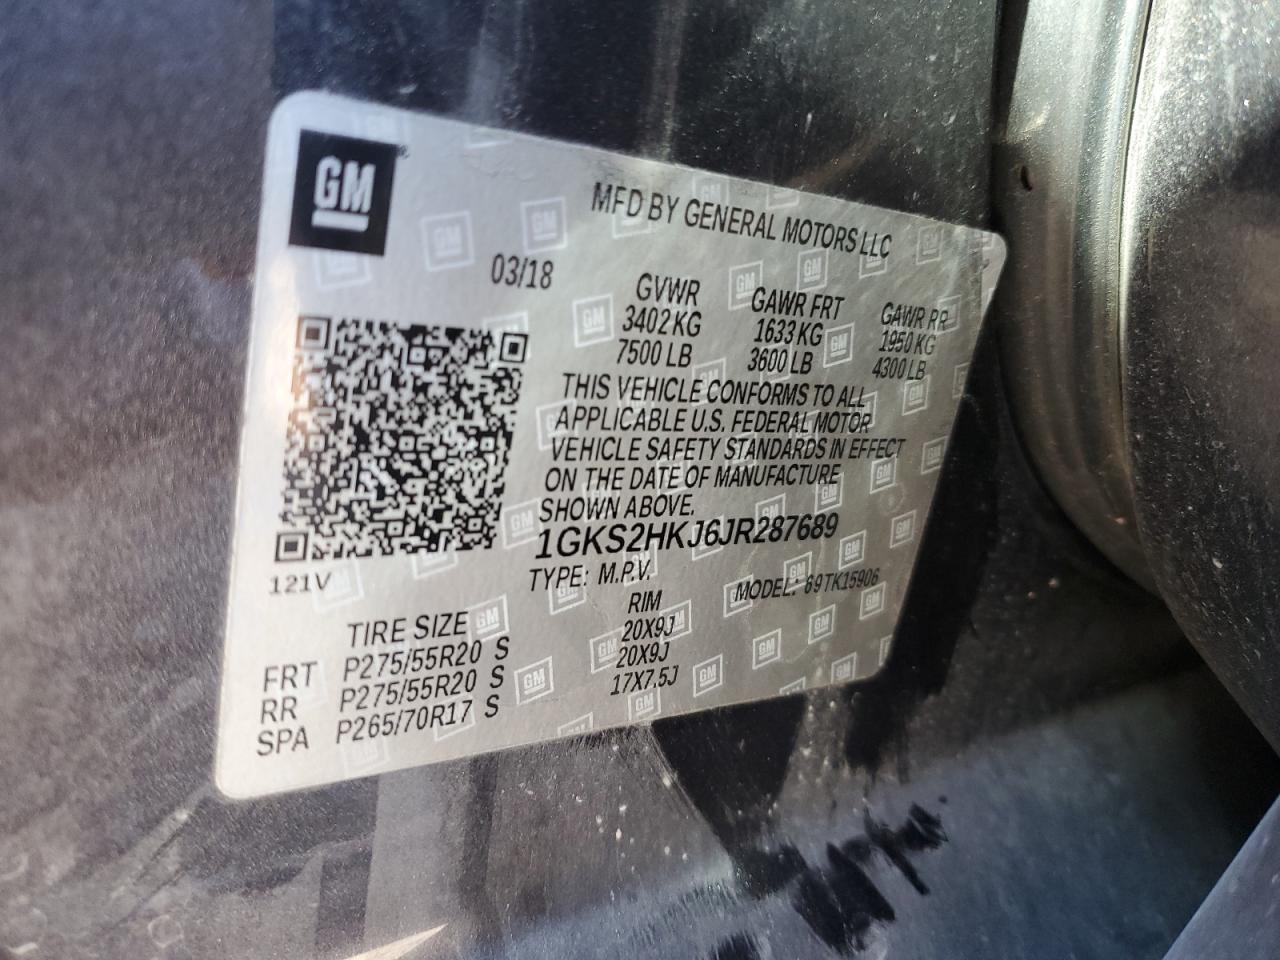 GM
MFD BY GENERAL MOTORS LLC
03/18
GVWR GAWR FRT GAWR RR
3402 KG 1633 KG 1950 KG
7500 LB 3600 LB 4300 LB
THIS VEHICLE CONFORMS TO ALL
APPLICABLE U.S. FEDERAL MOTOR
VEHICLE SAFETY STANDARDS IN EFFECT
ON THE DATE OF MANUFACTURE
SHOWN ABOVE.
1GKS2HKJ6JR287689
121V
TYPE: M.P.V. MODEL: 69TK15906
TIRE SIZE RIM
FRT P275/55R20 S 20X9J
RR P275/55R20 S 20X9J
SPA P265/70R17 S 17X7.5J